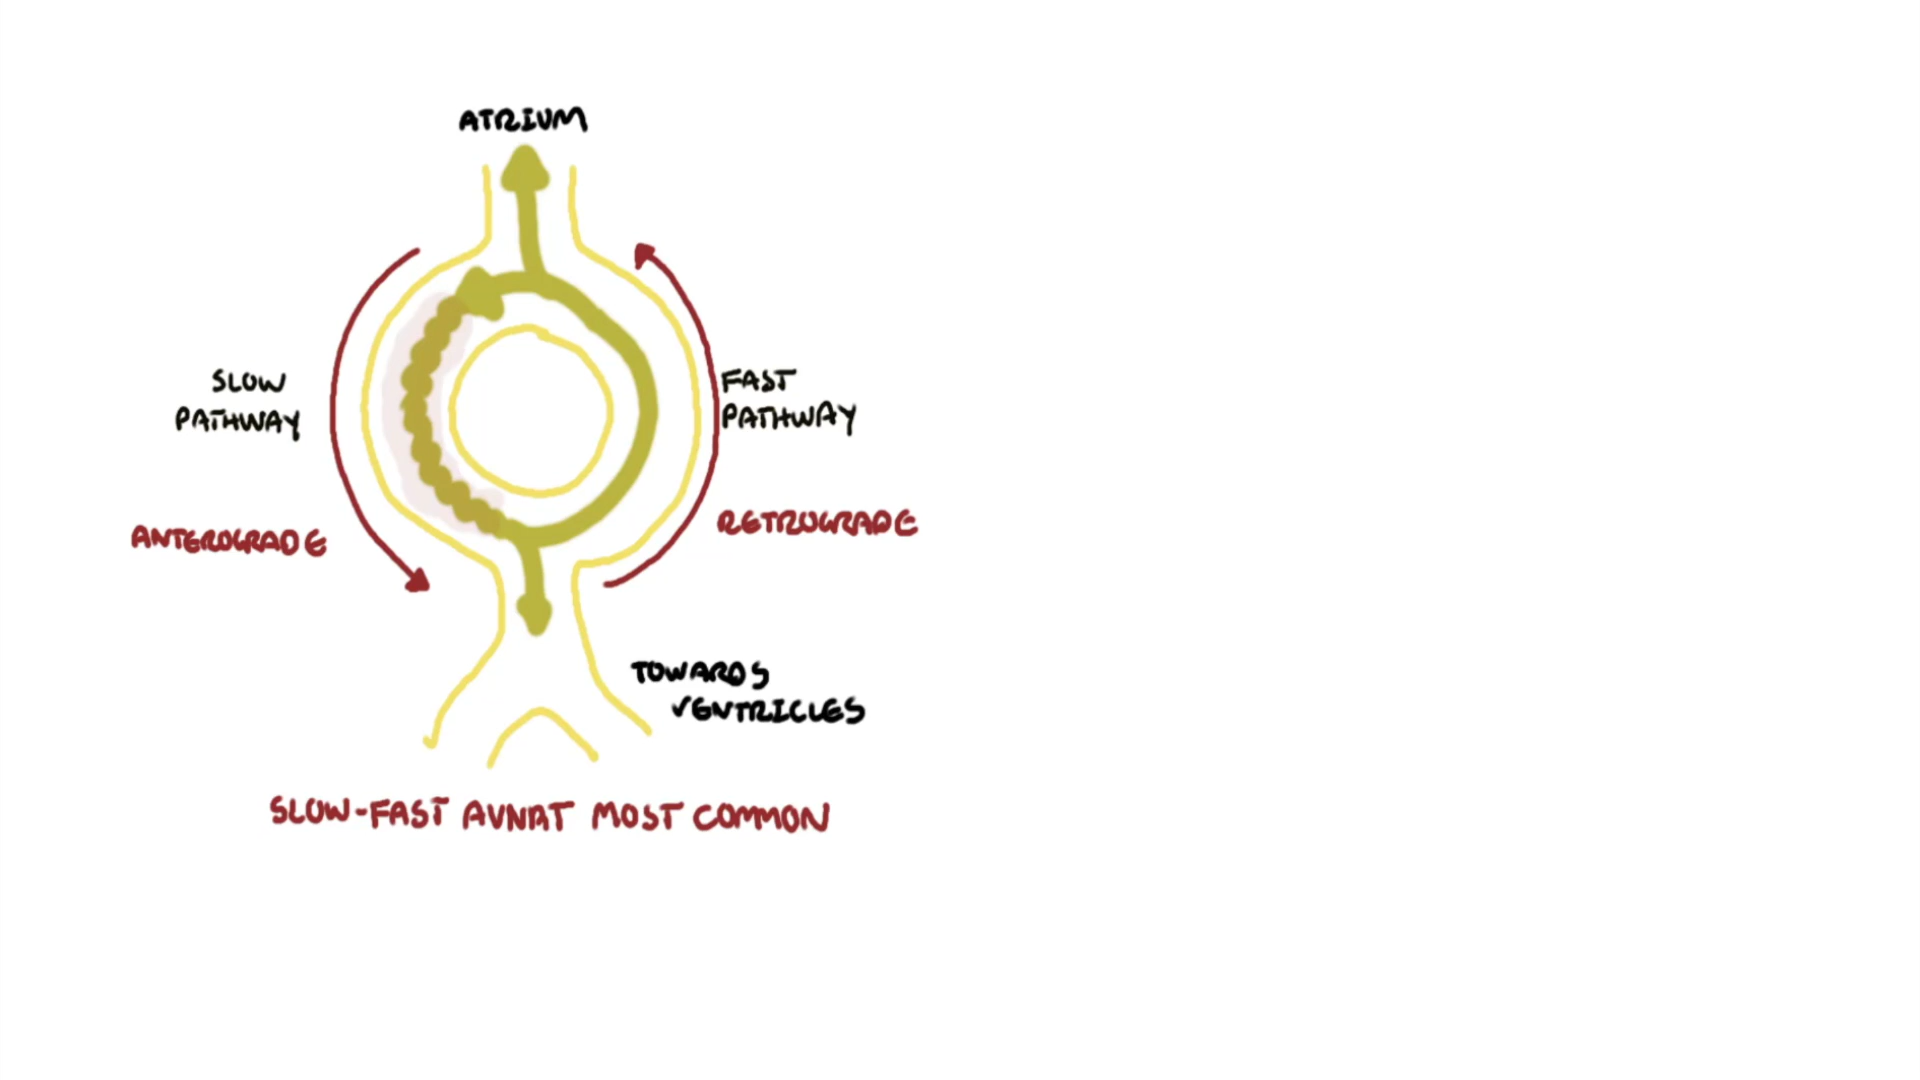 ATRIUM
SLOW
PATHWAY
FAST
PATHWAY
ANTEROGRADE
RETROGRADE
TOWARDS
VENTRICLES
SLOW-FAST AVNRT MOST COMMON